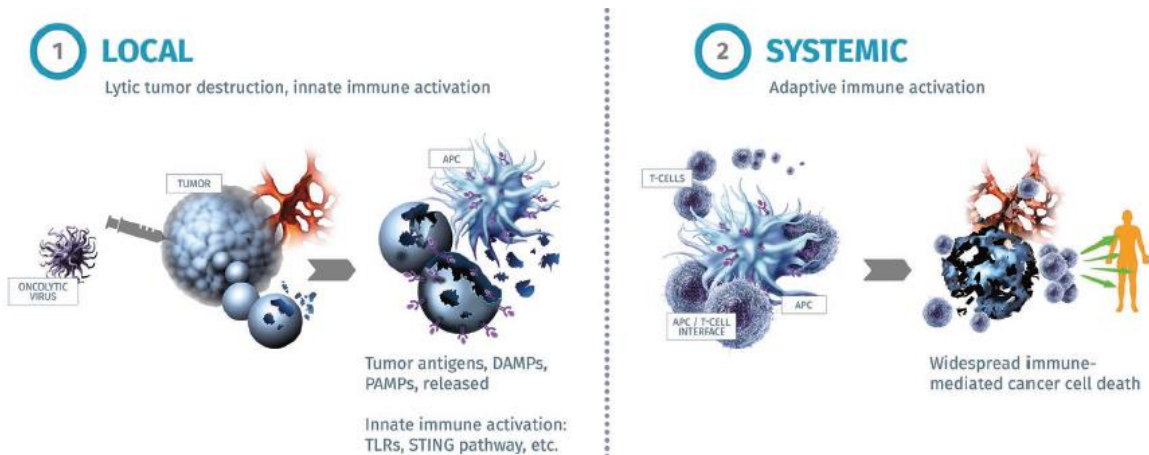 1 LOCAL
Lytic tumor destruction, innate immune activation
TUMOR
APC
ONCOLYTIC
VIRUS
Tumor antigens, DAMPs,
PAMPs, released
Innate immune activation:
TLRs, STING pathway, etc.
2 SYSTEMIC
Adaptive immune activation
T-CELLS
APC
APC / T-CELL
INTERFACE
Widespread immune-
mediated cancer cell death